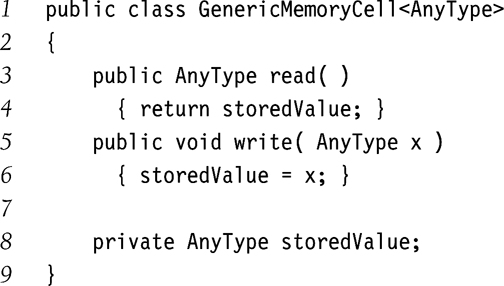 1 public class GenericMemoryCell<AnyType>
2 {
3     public AnyType read( )
4       { return storedValue; }
5     public void write( AnyType x )
6       { storedValue = x; }
7
8     private AnyType storedValue;
9 }